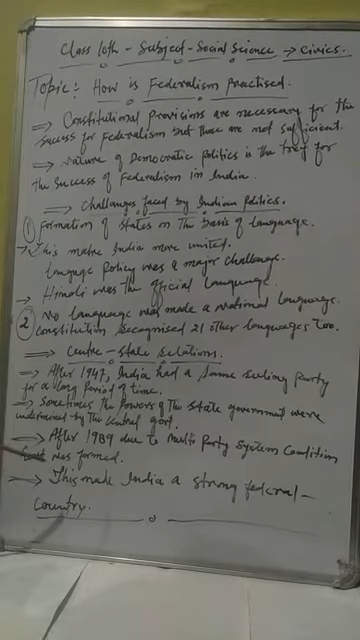 Class 10th - Subject - Social Science → Civics.
Topic: How is Federalism Practised.
⇒ Constitutional Provisions are necessary for the
sucess for Federalism but these are not sufficient.
⇒ Nature of Democratic Politics is the key for
the success of Federalism in India.
⇒ Challenges faced by Indian Politics.
① Formation of States on the Basis of language.
→ This make India more united.
Language Policy was a major challenge.
→ Hindi was the official Language.
No Language was made a National Language.
② Constitution recognised 21 other languages Too.
⇒ Centre - State Relations.
→ After 1947, India had a Same ruling Party
for a long Period of time.
→ Sometimes the Powers of the State government were
undermined by the Central govt.
⇒ After 1989 due to Multi Party System Coalition
Govt was formed.
⇒ This made India a strong federal -
Country.